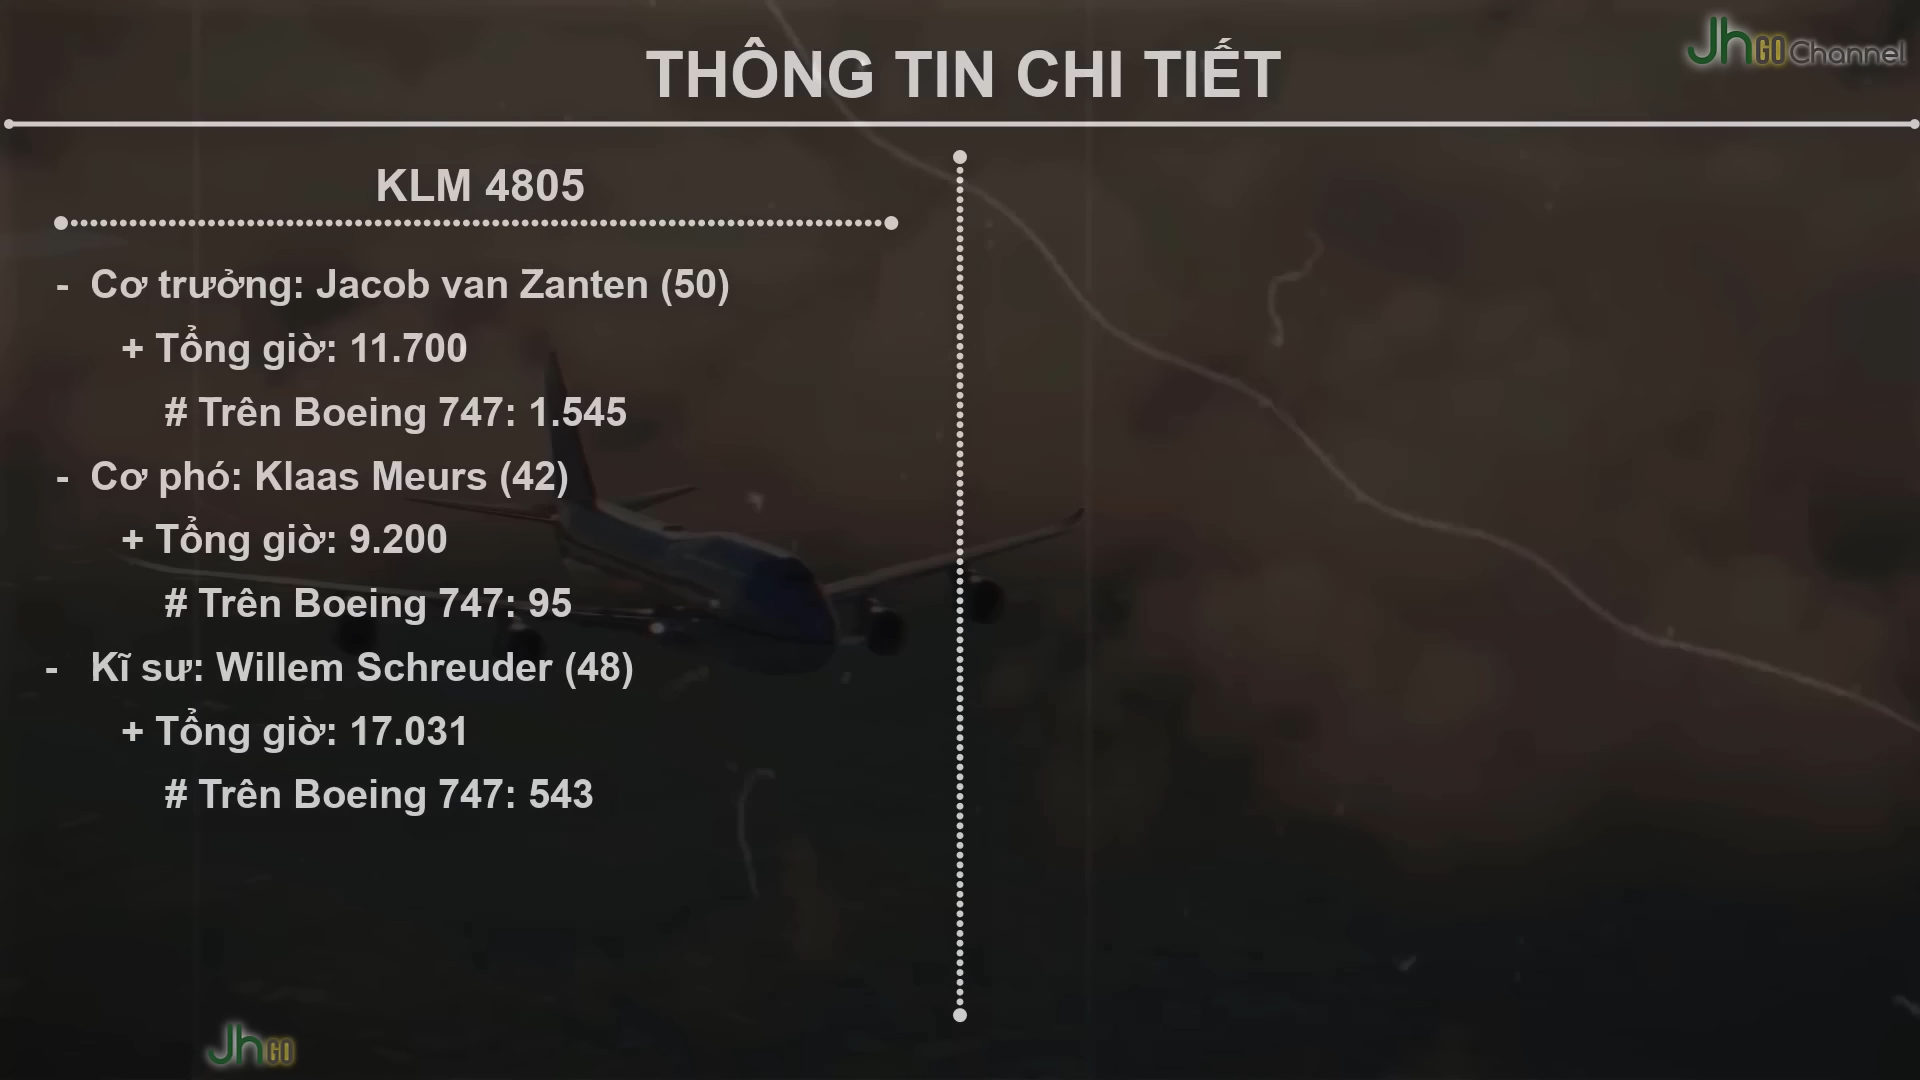 THÔNG TIN CHI TIẾT
JhGO Channel
KLM 4805
- Cơ trưởng: Jacob van Zanten (50)
+ Tổng giờ: 11.700
# Trên Boeing 747: 1.545
- Cơ phó: Klaas Meurs (42)
+ Tổng giờ: 9.200
# Trên Boeing 747: 95
- Kĩ sư: Willem Schreuder (48)
+ Tổng giờ: 17.031
# Trên Boeing 747: 543
JhGO